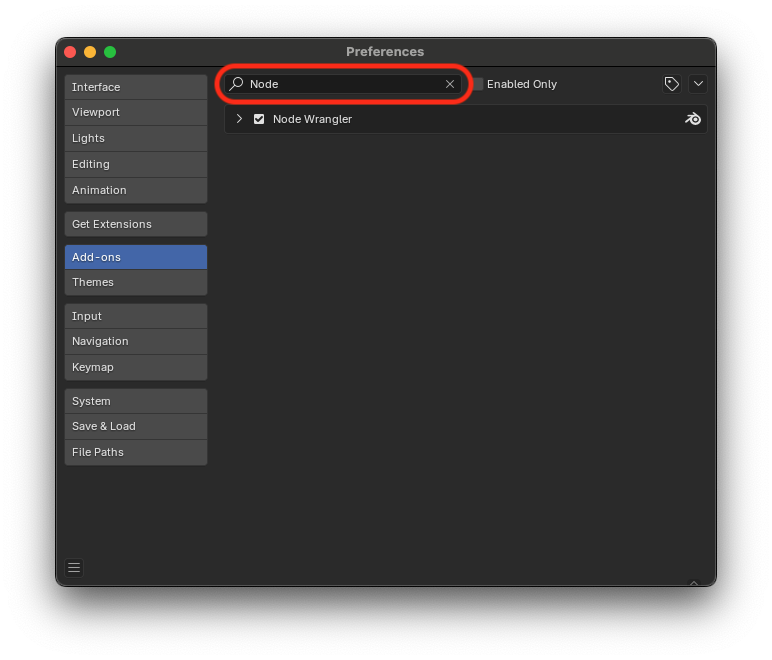 Preferences
Interface
Viewport
Lights
Editing
Animation
Get Extensions
Add-ons
Themes
Input
Navigation
Keymap
System
Save & Load
File Paths
Node
Enabled Only
Node Wrangler